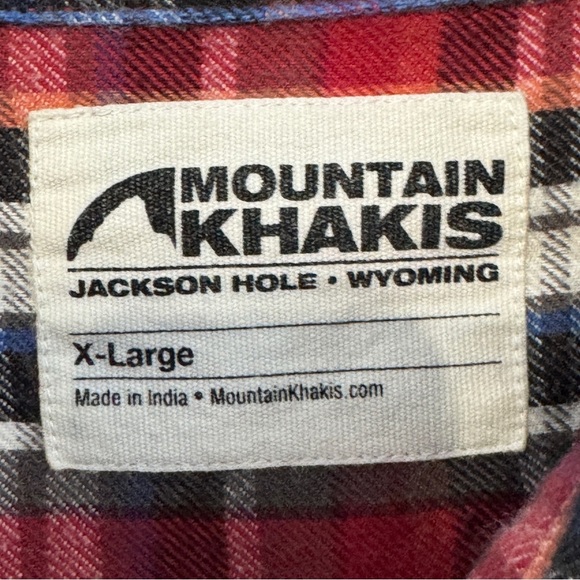 MOUNTAIN
KHAKIS
JACKSON HOLE • WYOMING
X-Large
Made in India • MountainKhakis.com